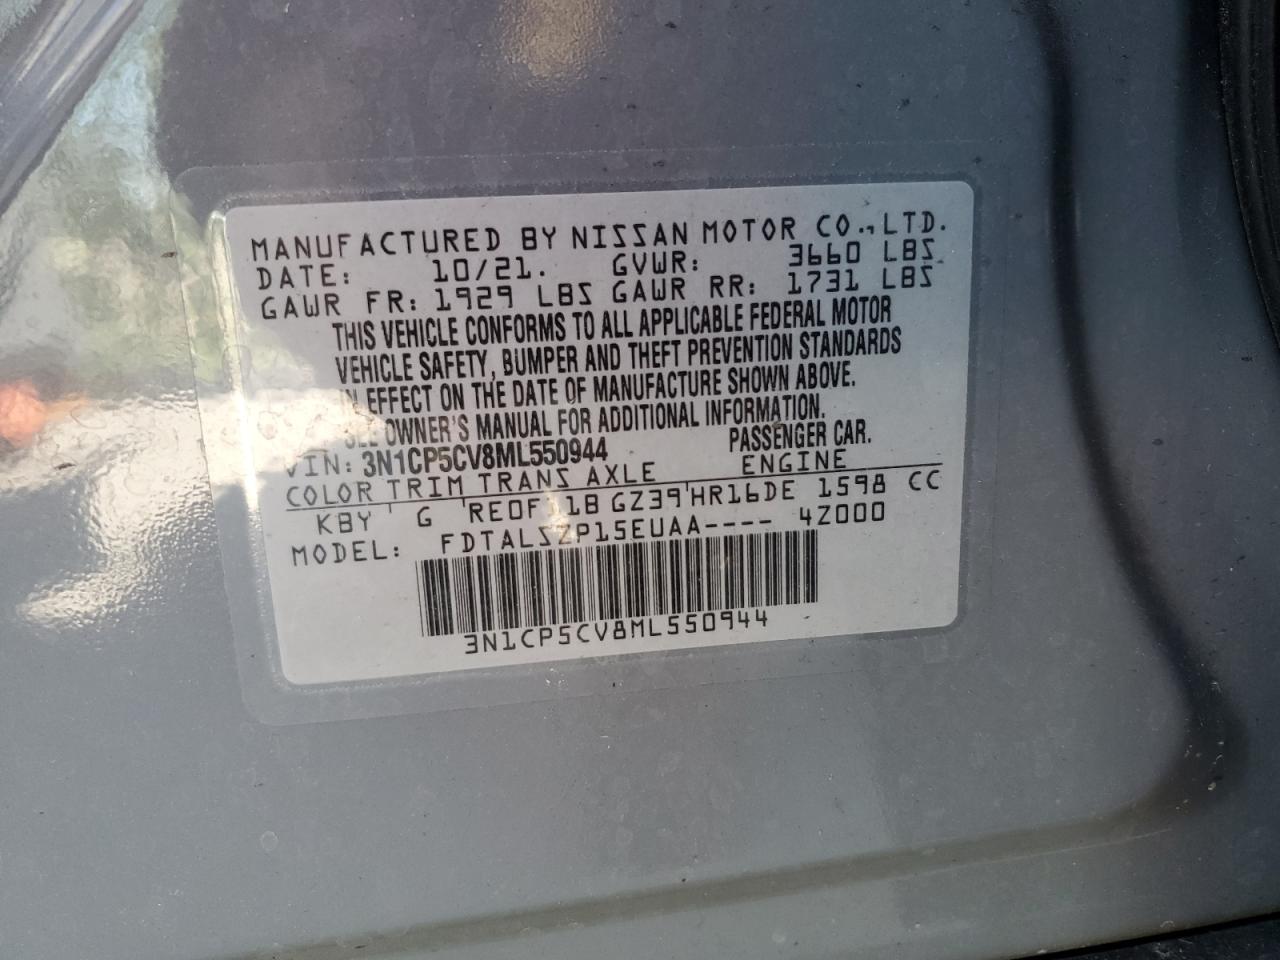 MANUFACTURED BY NISSAN MOTOR CO., LTD.
DATE: 10/21. GVWR: 3660 LBS
GAWR FR: 1929 LBS GAWR RR: 1731 LBS
THIS VEHICLE CONFORMS TO ALL APPLICABLE FEDERAL MOTOR
VEHICLE SAFETY, BUMPER AND THEFT PREVENTION STANDARDS
IN EFFECT ON THE DATE OF MANUFACTURE SHOWN ABOVE.
SEE OWNER'S MANUAL FOR ADDITIONAL INFORMATION.
VIN: 3N1CP5CV8ML550944 PASSENGER CAR.
COLOR TRIM TRANS AXLE ENGINE
KBY ' G ' RE0F11B GZ39 ' HR16DE 1598 CC
MODEL: FDTALSZP15EUAA---- 4Z000
3N1CP5CV8ML550944